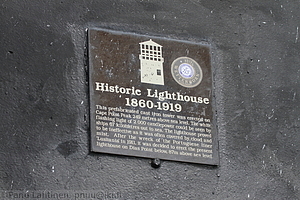 Historic Lighthouse
1860-1919
This prefabricated cast iron tower was erected on
Cape Point Peak 249 metres above sea level. The white
flashing light of 2 000 candlepower could be seen by
ships 67 kilometres out to sea. The lighthouse proved
to be ineffective as it was often covered by cloud and
mist. After the wreck of the Portuguese liner
Lusitania in 1911, it was decided to erect the present
lighthouse on Dias Point below, 87m above sea level